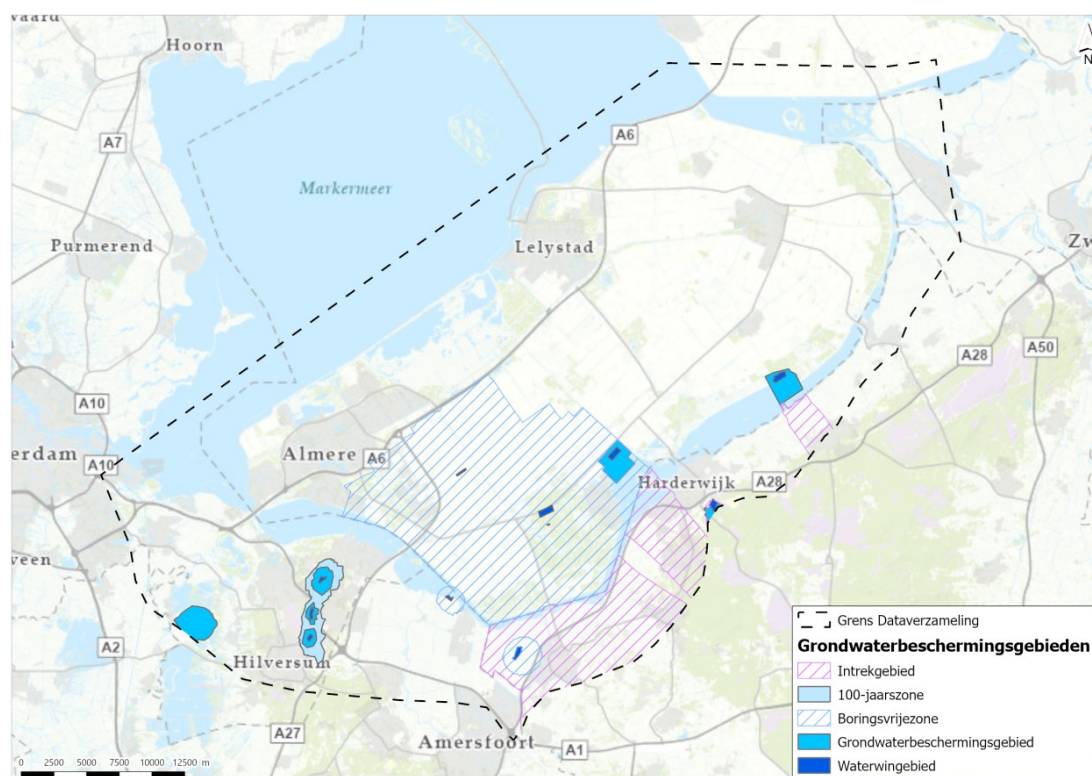 waard
Hoorn
N
A7
A6
Markermeer
Purmerend
Lelystad
Zw
A28
A50
A10
erdam
A10
Almere
A6
Harderwijk
A28
veen
A2
Hilversum
A27
Amersfoort
A1
0 2500 5000 7500 10000 12500 m
Grens Dataverzameling
Grondwaterbeschermingsgebieden
Intrekgebied
100-jaarszone
Boringsvrijezone
Grondwaterbeschermingsgebied
Waterwingebied